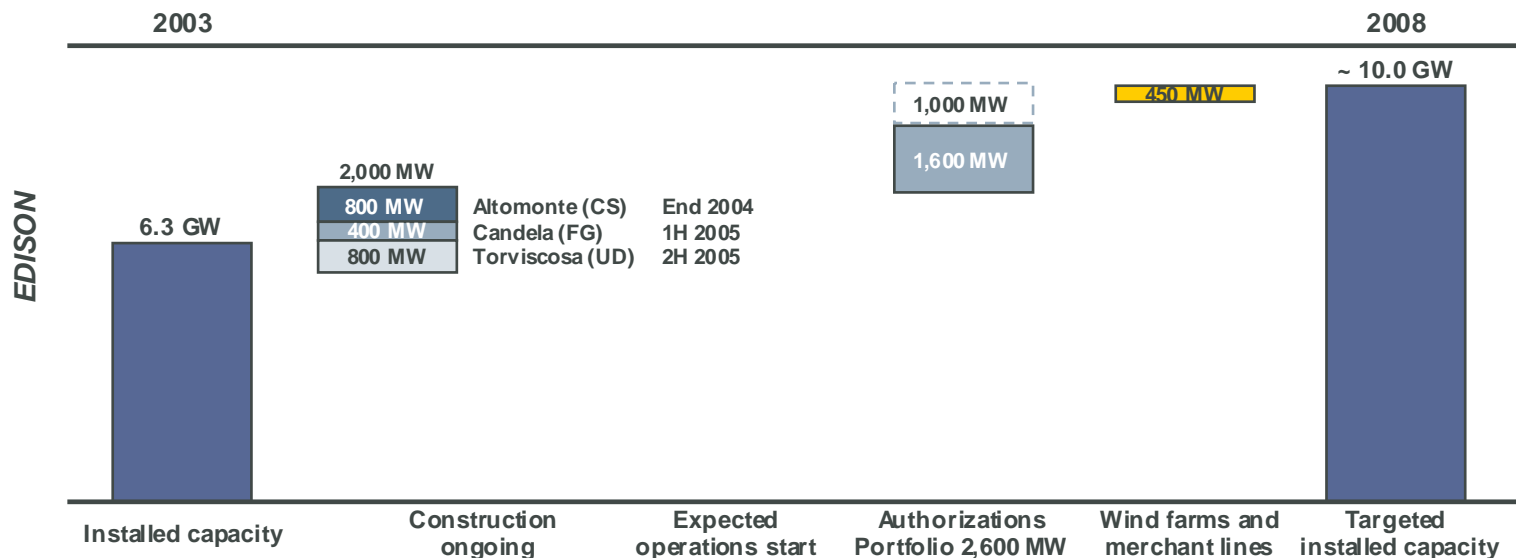 2003
2008
~ 10.0 GW
1,000 MW
450 MW
1,600 MW
2,000 MW
800 MW Altomonte (CS) End 2004
6.3 GW
400 MW Candela (FG) 1H 2005
800 MW Torviscosa (UD) 2H 2005
EDISON
Installed capacity
Construction
ongoing
Expected
operations start
Authorizations
Portfolio 2,600 MW
Wind farms and
merchant lines
Targeted
installed capacity